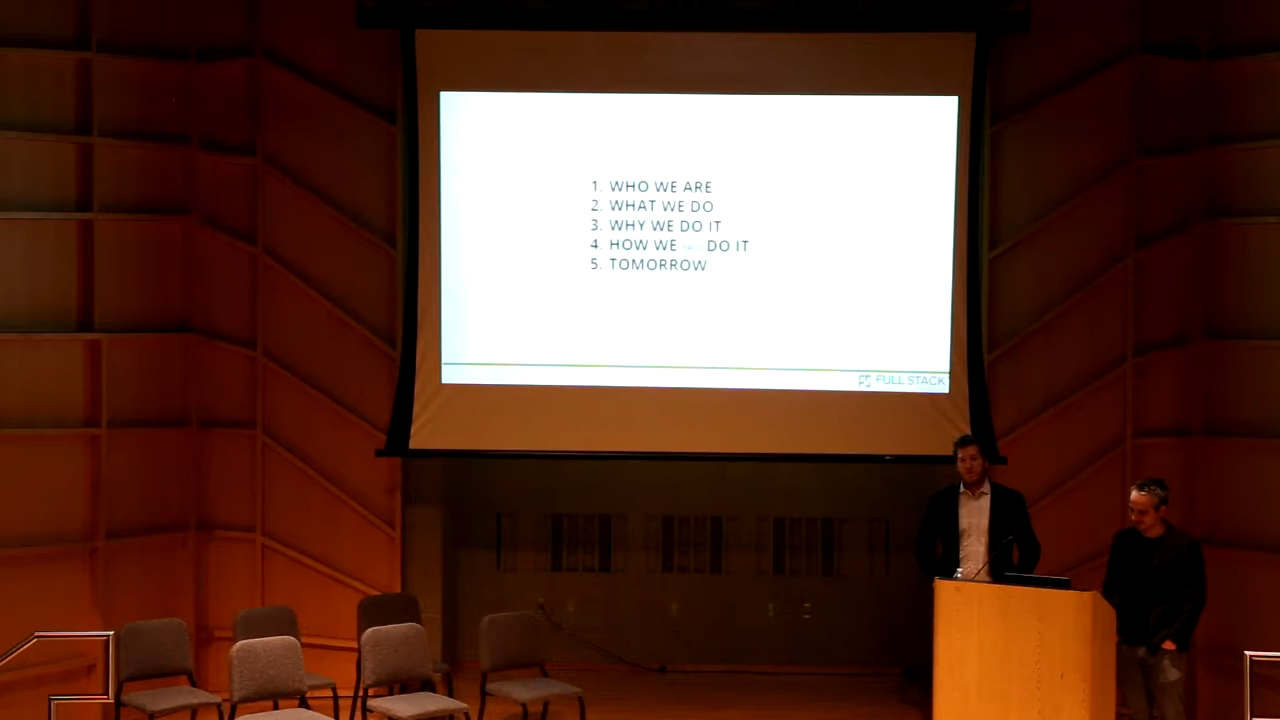 1. WHO WE ARE
2. WHAT WE DO
3. WHY WE DO IT
4. HOW WE DO IT
5. TOMORROW
FULL STACK